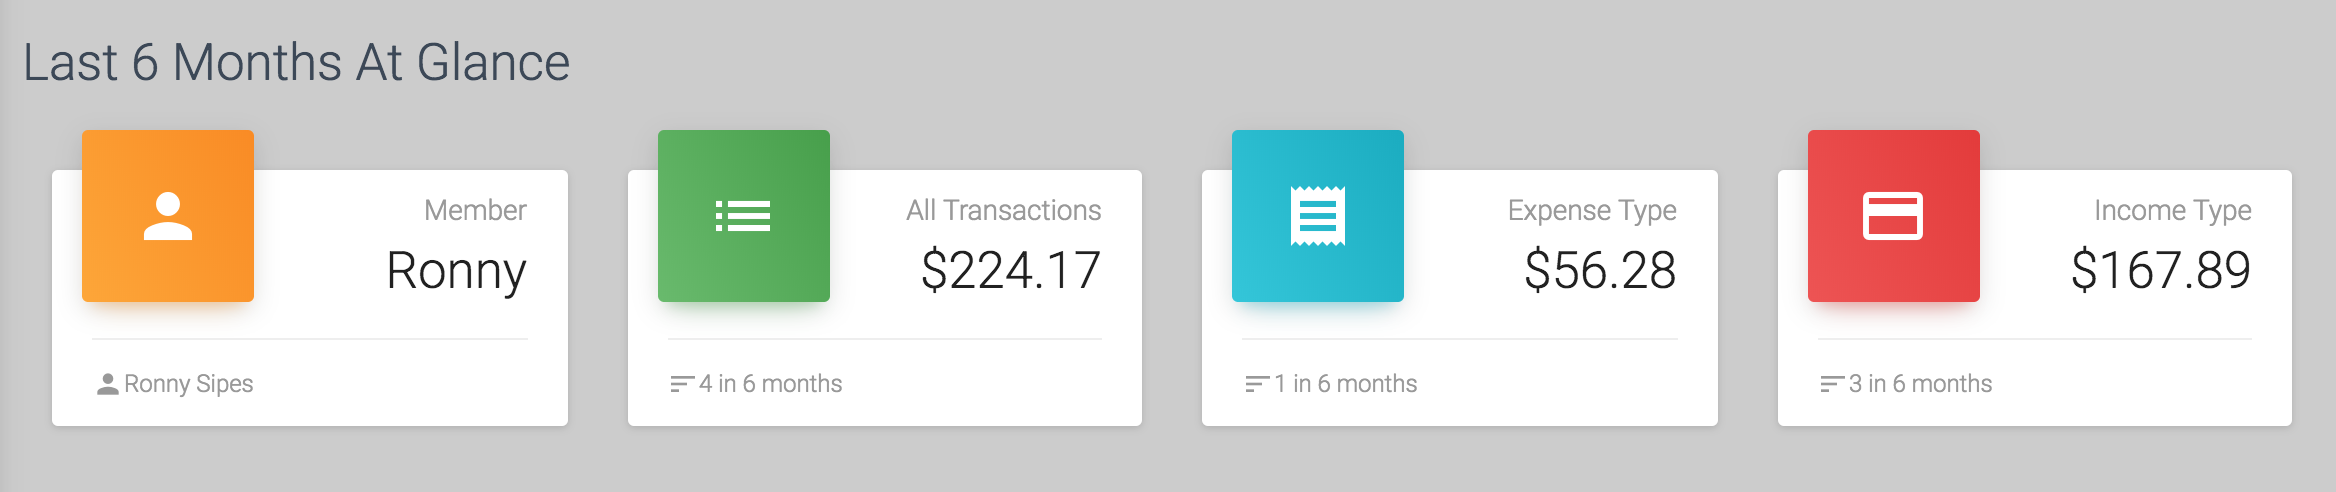 Last 6 Months At Glance
Member
Ronny
Ronny Sipes
All Transactions
$224.17
4 in 6 months
Expense Type
$56.28
1 in 6 months
Income Type
$167.89
3 in 6 months